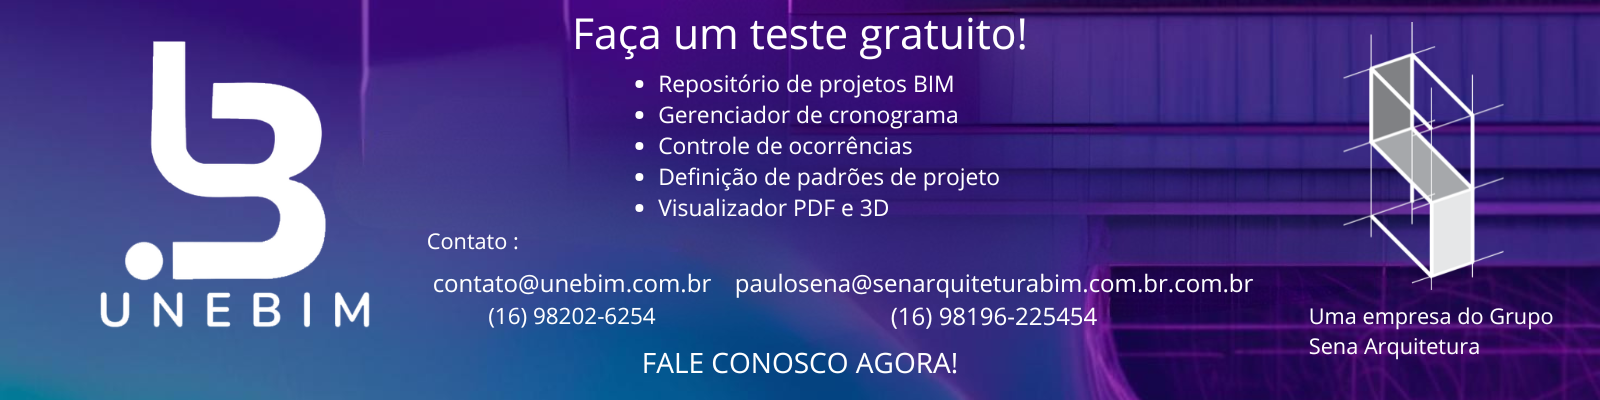 Faça um teste gratuito!
• Repositório de projetos BIM
• Gerenciador de cronograma
• Controle de ocorrências
• Definição de padrões de projeto
• Visualizador PDF e 3D
Contato :
contato@unebim.com.br
(16) 98202-6254
paulosena@senarquiteturabim.com.br.com.br
(16) 98196-225454
FALE CONOSCO AGORA!
UNEBIM
Uma empresa do Grupo
Sena Arquitetura